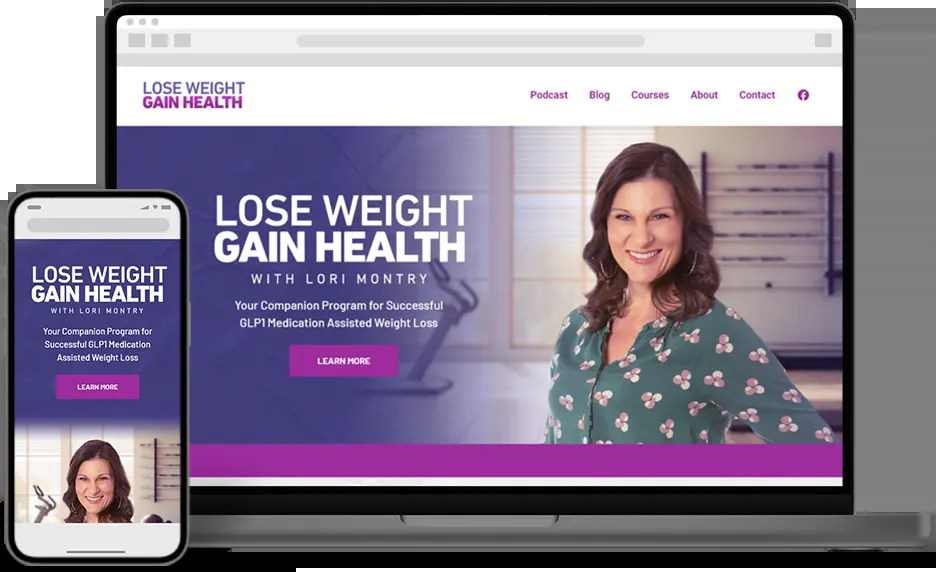 LOSE WEIGHT
GAIN HEALTH
Podcast Blog Courses About Contact
LOSE WEIGHT
GAIN HEALTH
WITH LORI MONTRY
Your Companion Program for Successful
GLP1 Medication Assisted Weight Loss
LEARN MORE
LOSE WEIGHT
GAIN HEALTH
WITH LORI MONTRY
Your Companion Program for
Successful GLP1 Medication
Assisted Weight Loss
LEARN MORE